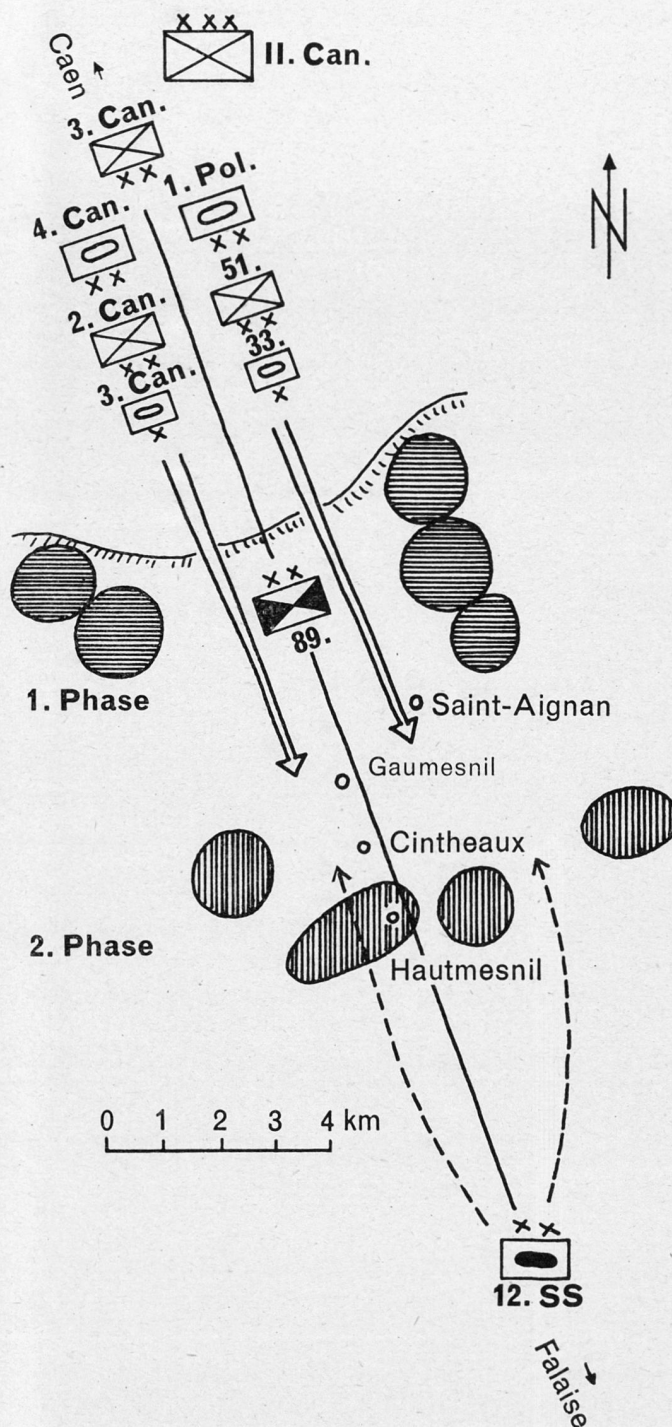 X X X
II. Can.
Caen
3. Can.
X X
1. Pol.
X X
4. Can.
X X
51.
X X
2. Can.
X X
33.
X
3. Can.
X
N
X X
89.
1. Phase
Saint-Aignan
Gaumesnil
Cintheaux
2. Phase
Hautmesnil
0 1 2 3 4 km
X X
12. SS
Falaise